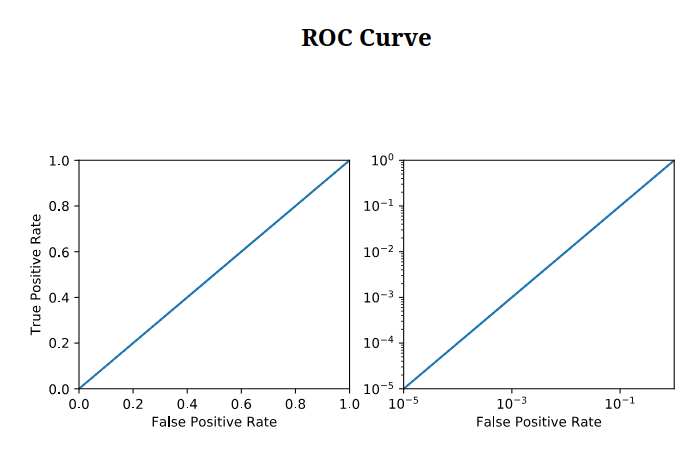 ROC Curve
True Positive Rate
1.0
0.8
0.6
0.4
0.2
0.0
0.0 0.2 0.4 0.6 0.8 1.0
False Positive Rate
10⁰
10⁻¹
10⁻²
10⁻³
10⁻⁴
10⁻⁵
10⁻⁵ 10⁻³ 10⁻¹
False Positive Rate